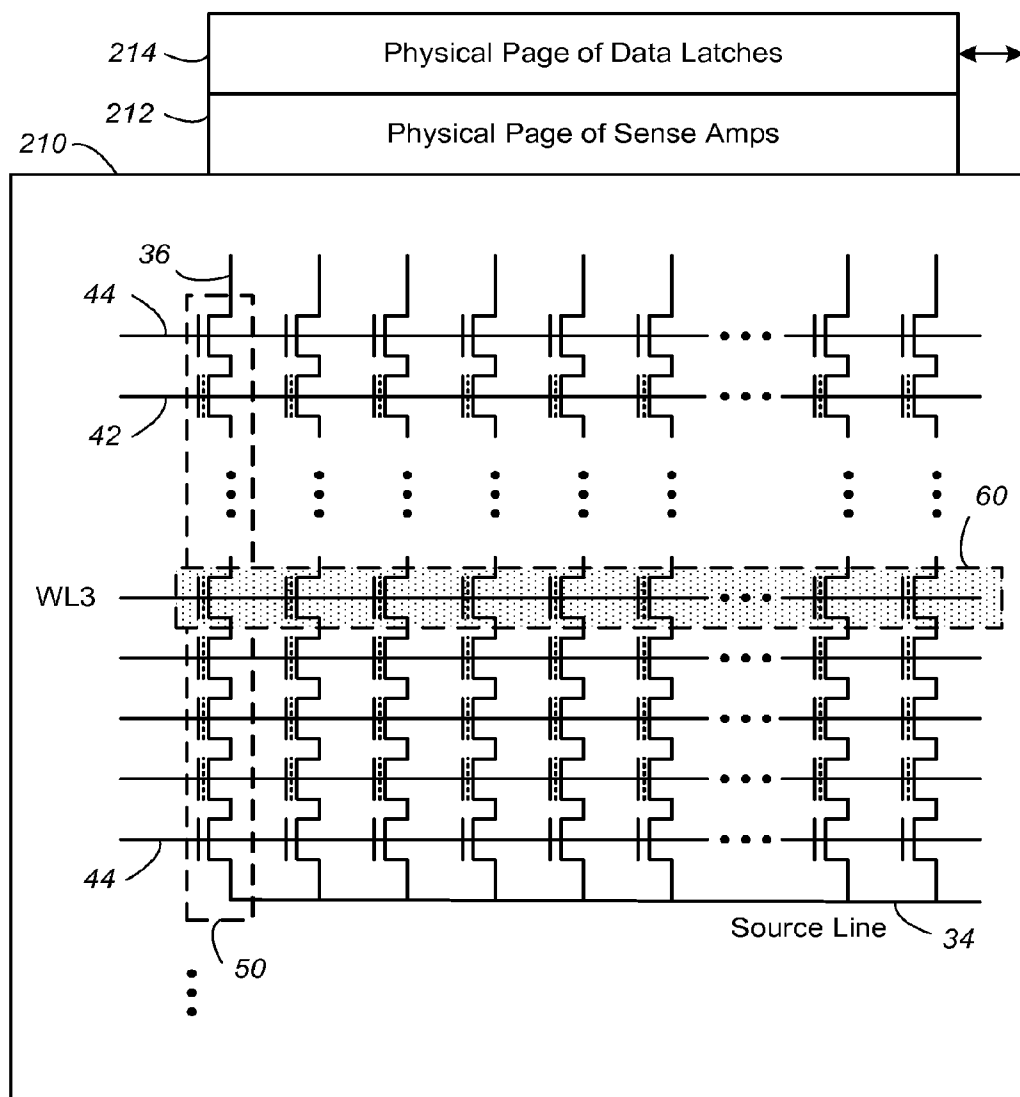 214
Physical Page of Data Latches
212
Physical Page of Sense Amps
210
36
44
42
60
WL3
44
Source Line
34
50